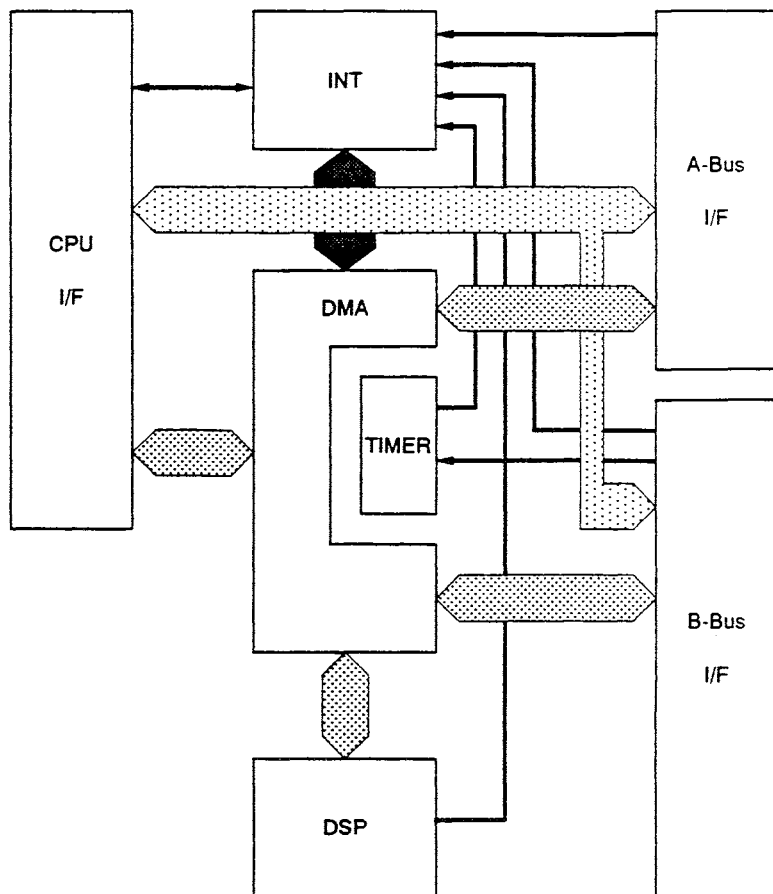 INT
A-Bus
I/F
CPU
I/F
DMA
TIMER
B-Bus
I/F
DSP